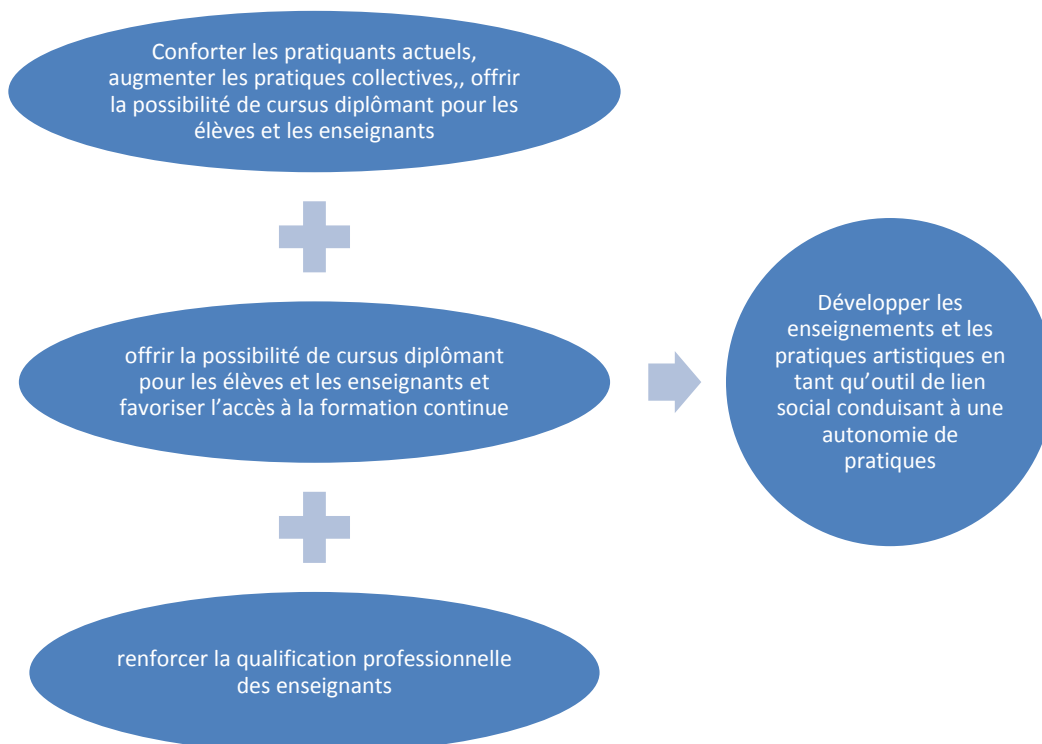 Conforter les pratiquants actuels,
augmenter les pratiques collectives,, offrir
la possibilité de cursus diplômant pour les
élèves et les enseignants
offrir la possibilité de cursus diplômant
pour les élèves et les enseignants et
favoriser l’accès à la formation continue
renforcer la qualification professionnelle
des enseignants
Développer les
enseignements et les
pratiques artistiques en
tant qu’outil de lien
social conduisant à une
autonomie de
pratiques